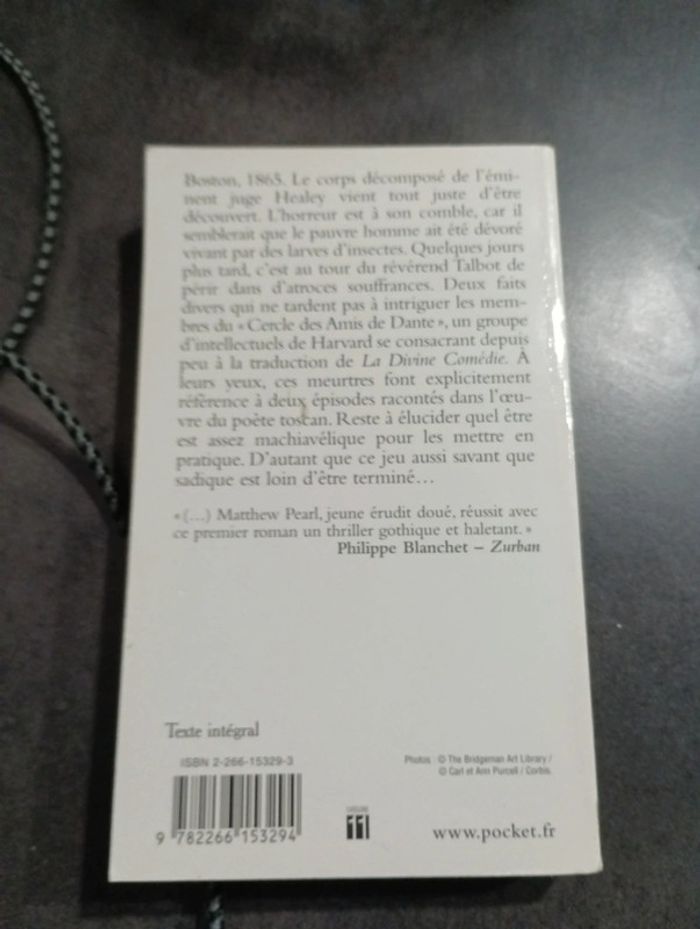 Boston, 1865. Le corps décomposé de l'émi-
nent juge Healey vient tout juste d'être
découvert. L'horreur est à son comble, car il
semblerait que le pauvre homme ait été dévoré
vivant par des larves d'insectes. Quelques jours
plus tard, c'est au tour du révérend Talbot de
périr dans d'atroces souffrances. Deux faits
divers qui ne tardent pas à intriguer les mem-
bres du « Cercle des Amis de Dante », un groupe
d'intellectuels de Harvard se consacrant depuis
peu à la traduction de La Divine Comédie. À
leurs yeux, ces meurtres font explicitement
référence à deux épisodes racontés dans l'œu-
vre du poète toscan. Reste à élucider quel être
est assez machiavélique pour les mettre en
pratique. D'autant que ce jeu aussi savant que
sadique est loin d'être terminé…
« (…) Matthew Pearl, jeune érudit doué, réussit avec
ce premier roman un thriller gothique et haletant. »
Philippe Blanchet – Zurban
Texte intégral
ISBN 2-266-15329-3
Photos : © The Bridgeman Art Library /
© Carl et Ann Purcell / Corbis.
9 782266 153294
www.pocket.fr